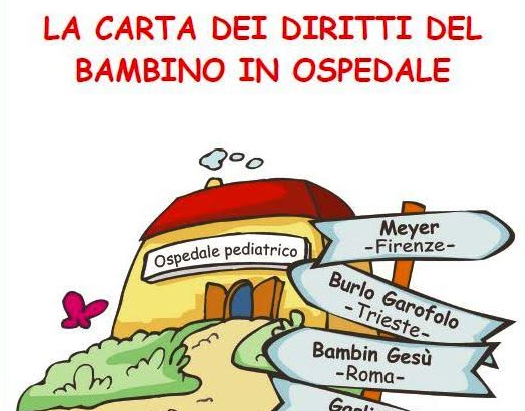 LA CARTA DEI DIRITTI DEL
BAMBINO IN OSPEDALE
Ospedale pediatrico
Meyer
-Firenze-
Burlo Garofolo
-Trieste-
Bambin Gesù
-Roma-